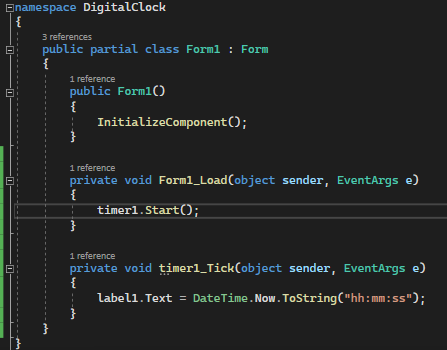 namespace DigitalClock
{
3 references
public partial class Form1 : Form
{
1 reference
public Form1()
{
InitializeComponent();
}
1 reference
private void Form1_Load(object sender, EventArgs e)
{
timer1.Start();
}
1 reference
private void timer1_Tick(object sender, EventArgs e)
{
label1.Text = DateTime.Now.ToString("hh:mm:ss");
}
}
}